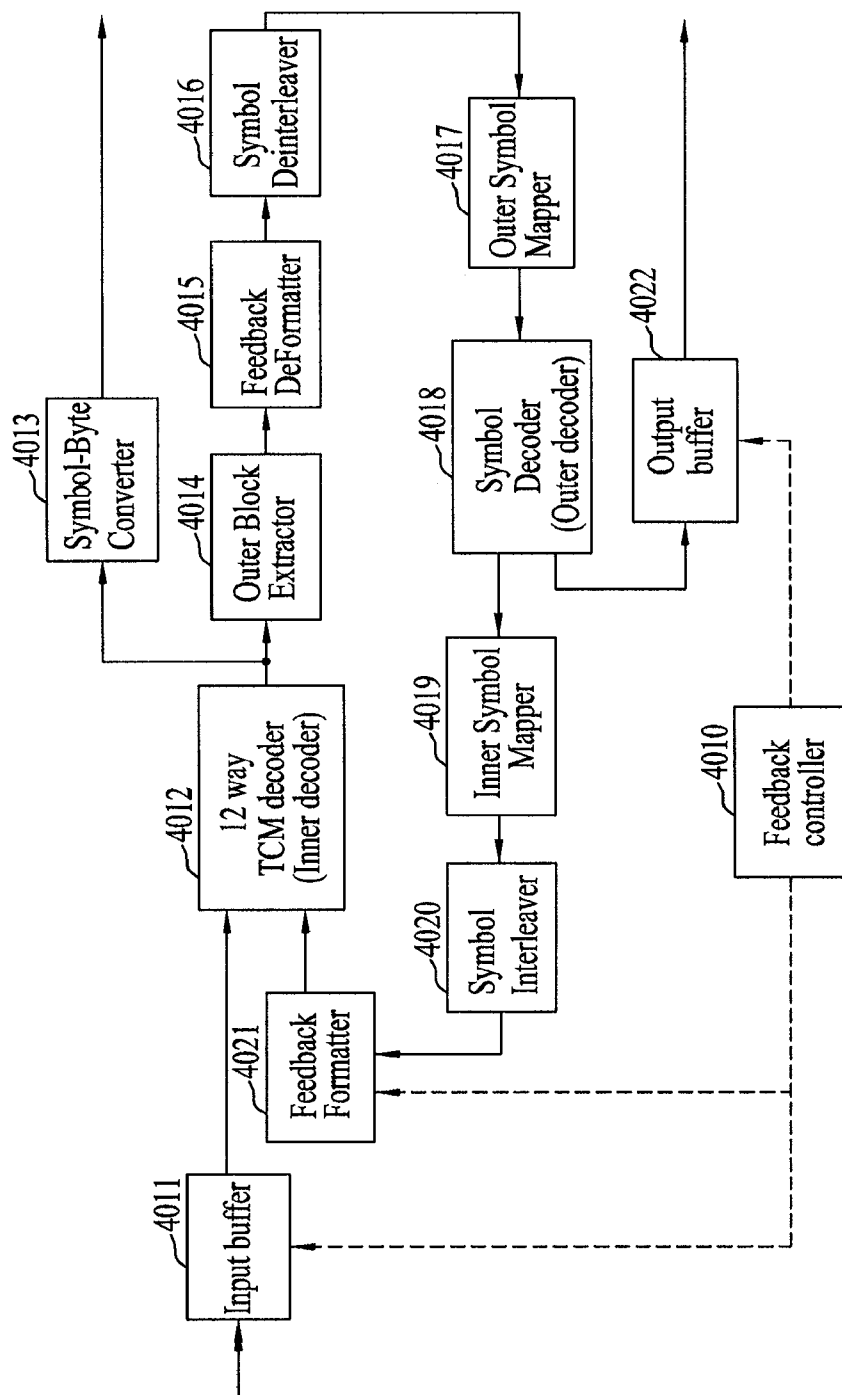 4011
Input buffer
4021
Feedback
Formatter
4012
12 way
TCM decoder
(Inner decoder)
4013
Symbol-Byte
Converter
4014
Outer Block
Extractor
4015
Feedback
DeFormatter
4016
Symbol
Deinterleaver
4017
Outer Symbol
Mapper
4018
Symbol
Decoder
(Outer decoder)
4019
Inner Symbol
Mapper
4020
Symbol
Interleaver
4022
Output
buffer
4010
Feedback
controller